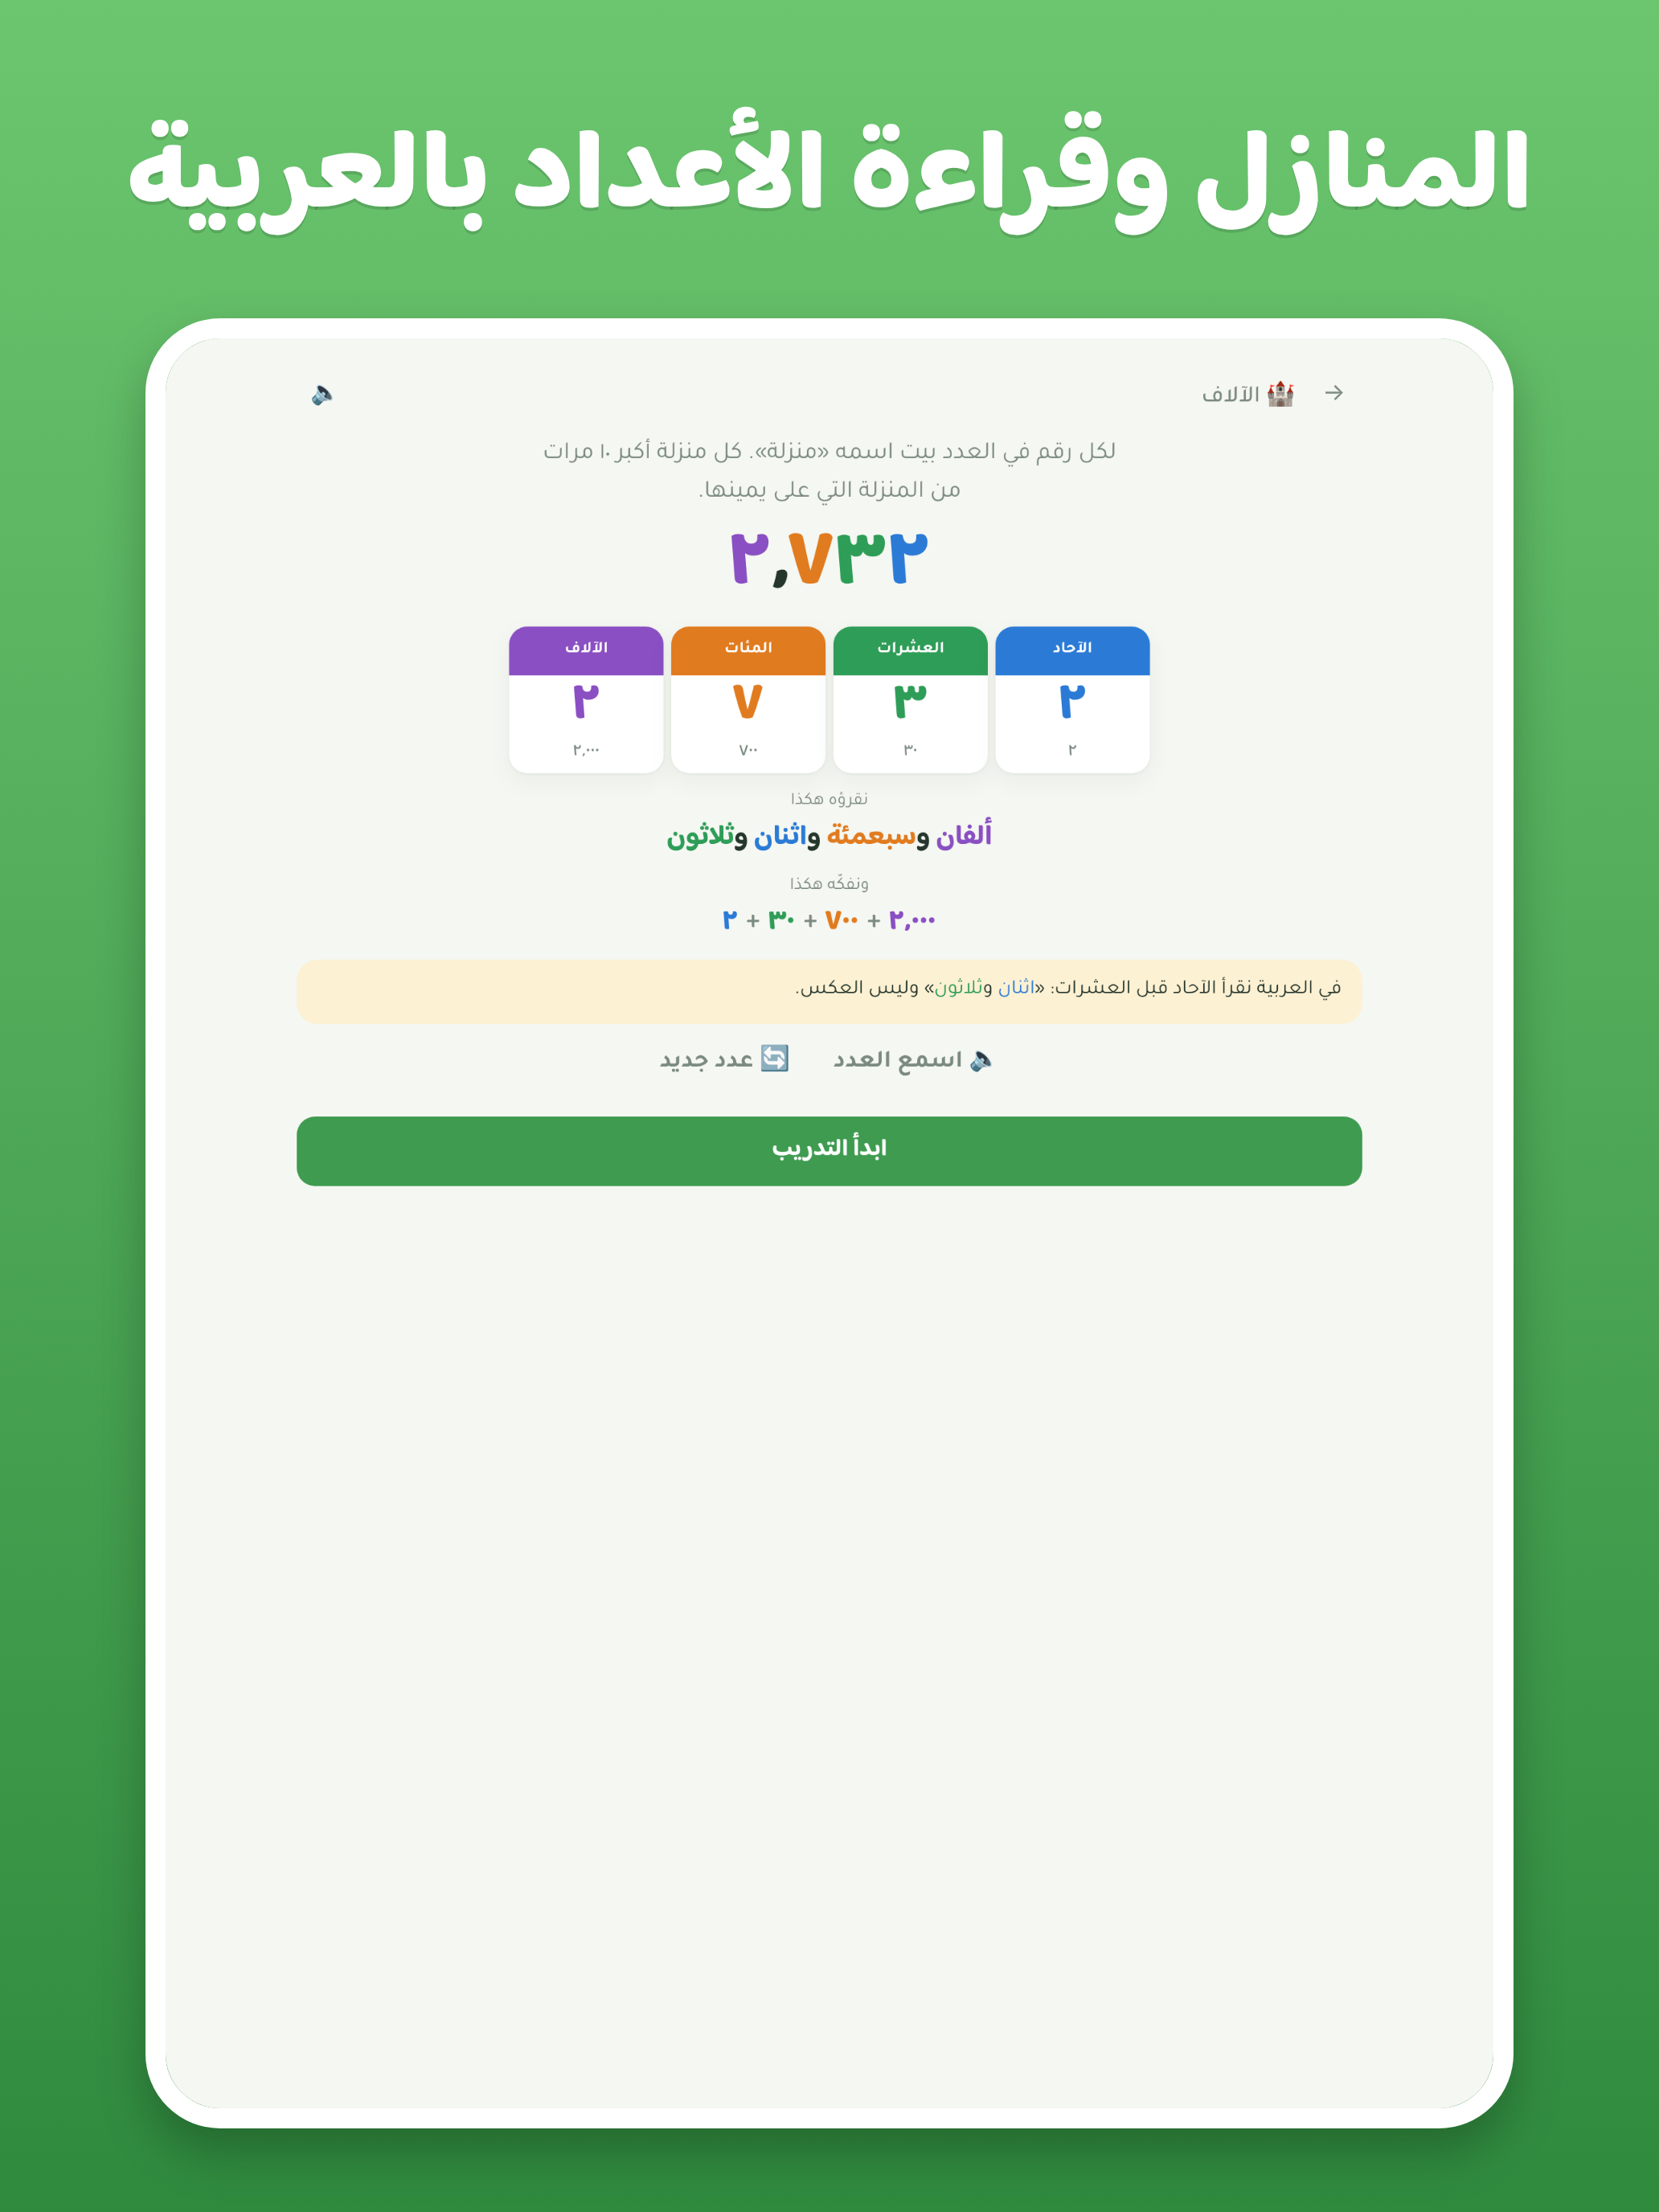 المنازل وقراءة الأعداد بالعربية
→ 🏰 الآلاف 🔈
لكل رقم في العدد بيت اسمه «منزلة». كل منزلة أكبر ١٠ مرات
من المنزلة التي على يمينها.
٢,٧٣٢
الآحاد العشرات المئات الآلاف
٢ ٣ ٧ ٢
٢ ٣٠ ٧٠٠ ٢,٠٠٠
نقرؤه هكذا
ألفان وسبعمئة واثنان وثلاثون
ونفكّه هكذا
٢,٠٠٠ + ٧٠٠ + ٣٠ + ٢
في العربية نقرأ الآحاد قبل العشرات: «اثنان وثلاثون» وليس العكس.
🔈 اسمع العدد 🔄 عدد جديد
ابدأ التدريب